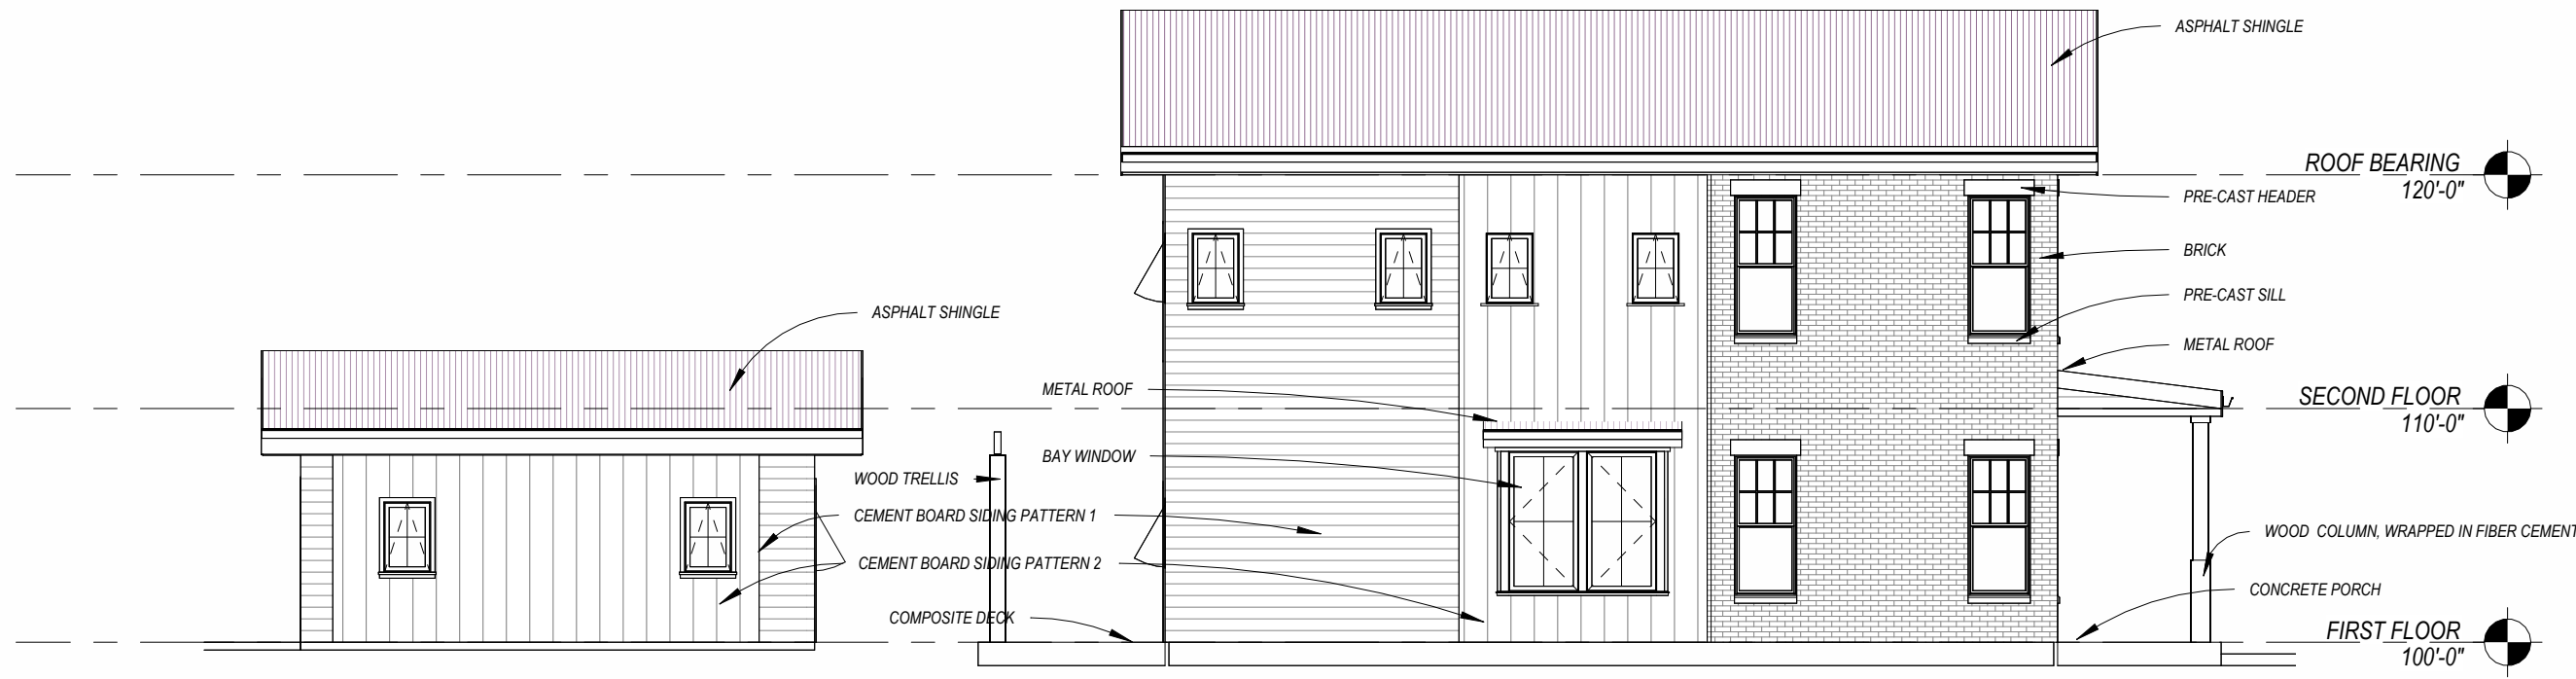 ASPHALT SHINGLE
ROOF BEARING
120'-0"
PRE-CAST HEADER
BRICK
PRE-CAST SILL
ASPHALT SHINGLE
METAL ROOF
METAL ROOF
SECOND FLOOR
110'-0"
BAY WINDOW
WOOD TRELLIS
CEMENT BOARD SIDING PATTERN 1
WOOD COLUMN, WRAPPED IN FIBER CEMENT
CEMENT BOARD SIDING PATTERN 2
CONCRETE PORCH
COMPOSITE DECK
FIRST FLOOR
100'-0"